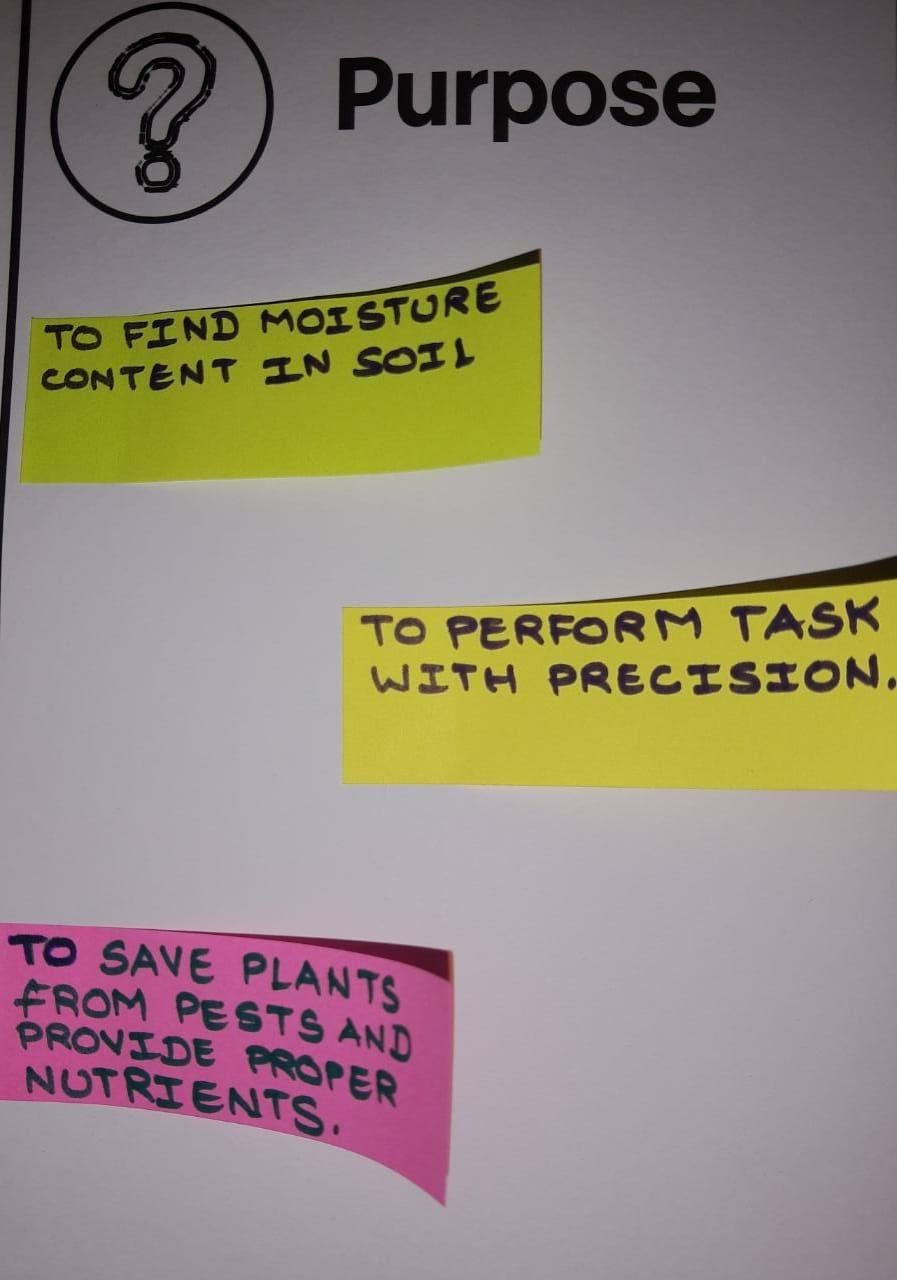 Purpose
TO FIND MOISTURE
CONTENT IN SOIL
TO PERFORM TASK
WITH PRECISION.
TO SAVE PLANTS
FROM PESTS AND
PROVIDE PROPER
NUTRIENTS.